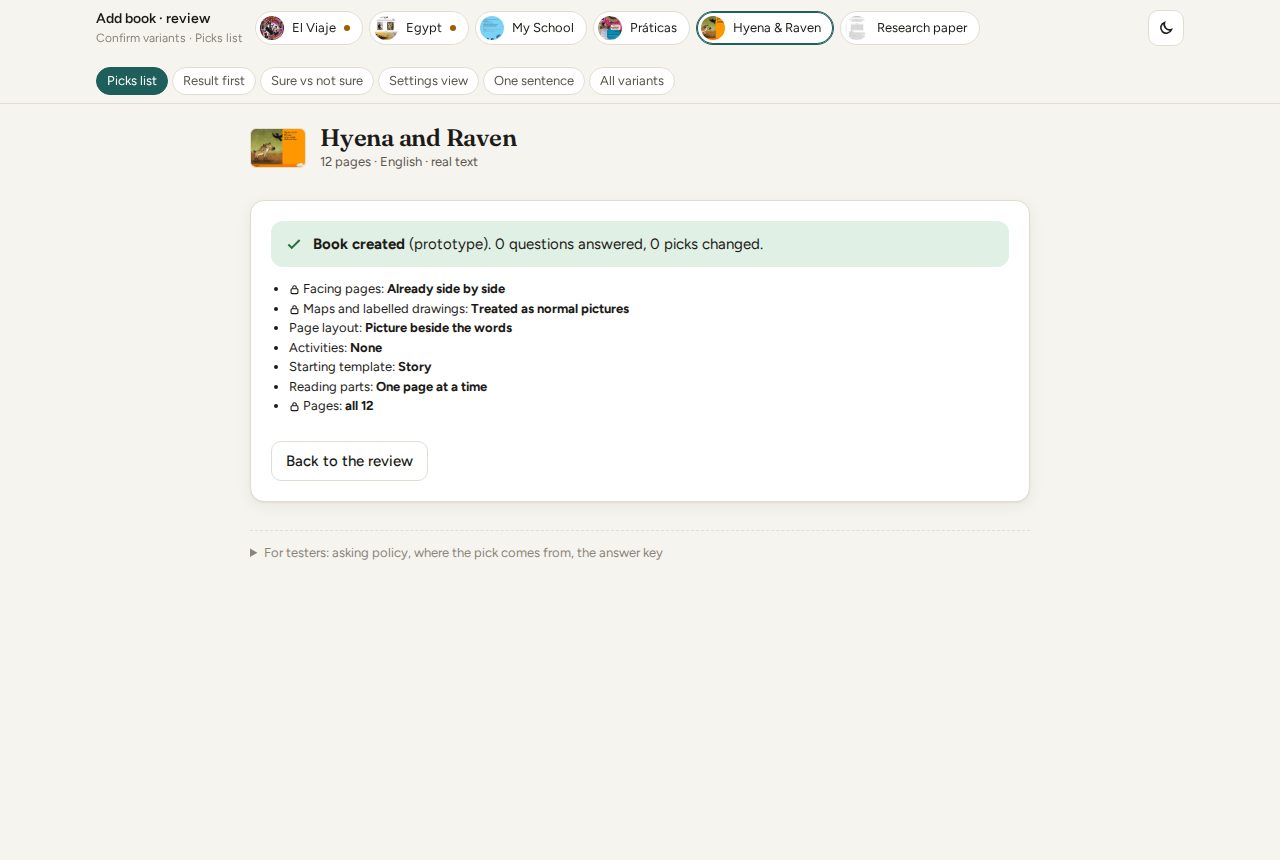 Add book · review
Confirm variants · Picks list
El Viaje
Egypt
My School
Práticas
Hyena & Raven
Research paper
Picks list
Result first
Sure vs not sure
Settings view
One sentence
All variants
Hyena and Raven
12 pages · English · real text
Book created (prototype). 0 questions answered, 0 picks changed.
Facing pages: Already side by side
Maps and labelled drawings: Treated as normal pictures
Page layout: Picture beside the words
Activities: None
Starting template: Story
Reading parts: One page at a time
Pages: all 12
Back to the review
For testers: asking policy, where the pick comes from, the answer key